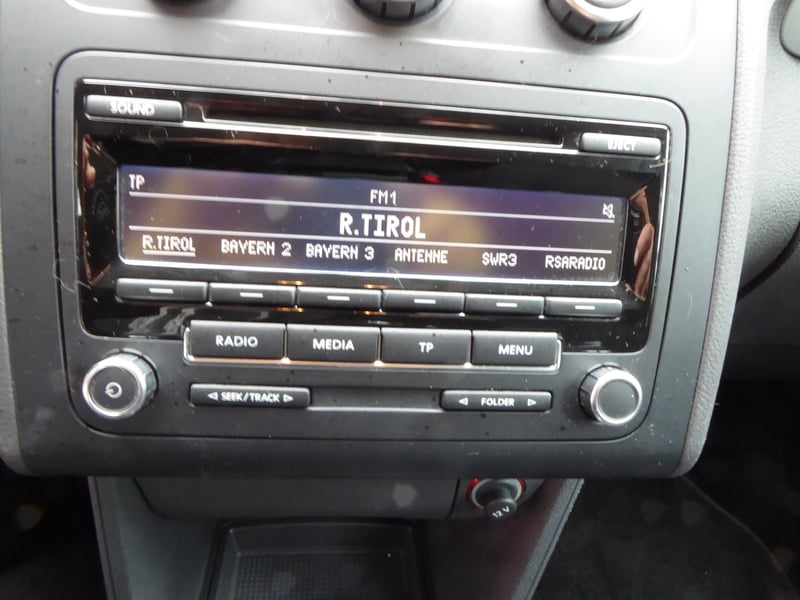 SOUND
EJECT
TP
FM1
R.TIROL
R.TIROL BAYERN 2 BAYERN 3 ANTENNE SWR3 RSARADIO
RADIO MEDIA TP MENU
SEEK/TRACK FOLDER
12 V